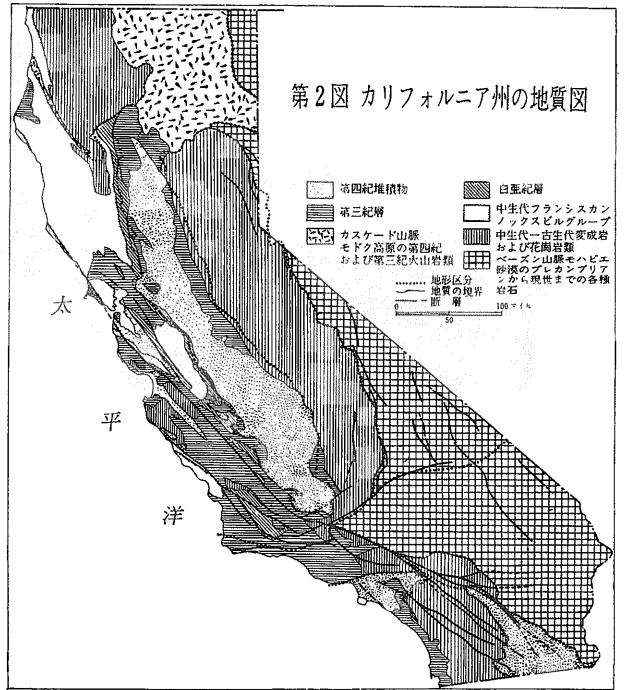 第2図 カリフォルニア州の地質図
第四紀堆積物
第三紀層
カスケード山脈
モドク高原の第四紀
および第三紀火山岩類
白亜紀層
中生代フランシスカン
ノックスビルグループ
中生代─古生代変成岩
および花崗岩類
ベーズン山脈モハビエ
砂漠のプレカンブリア
ンから現世までの各種
岩石
地形区分
地質の境界
断層
0 50 100マイル
太
平
洋